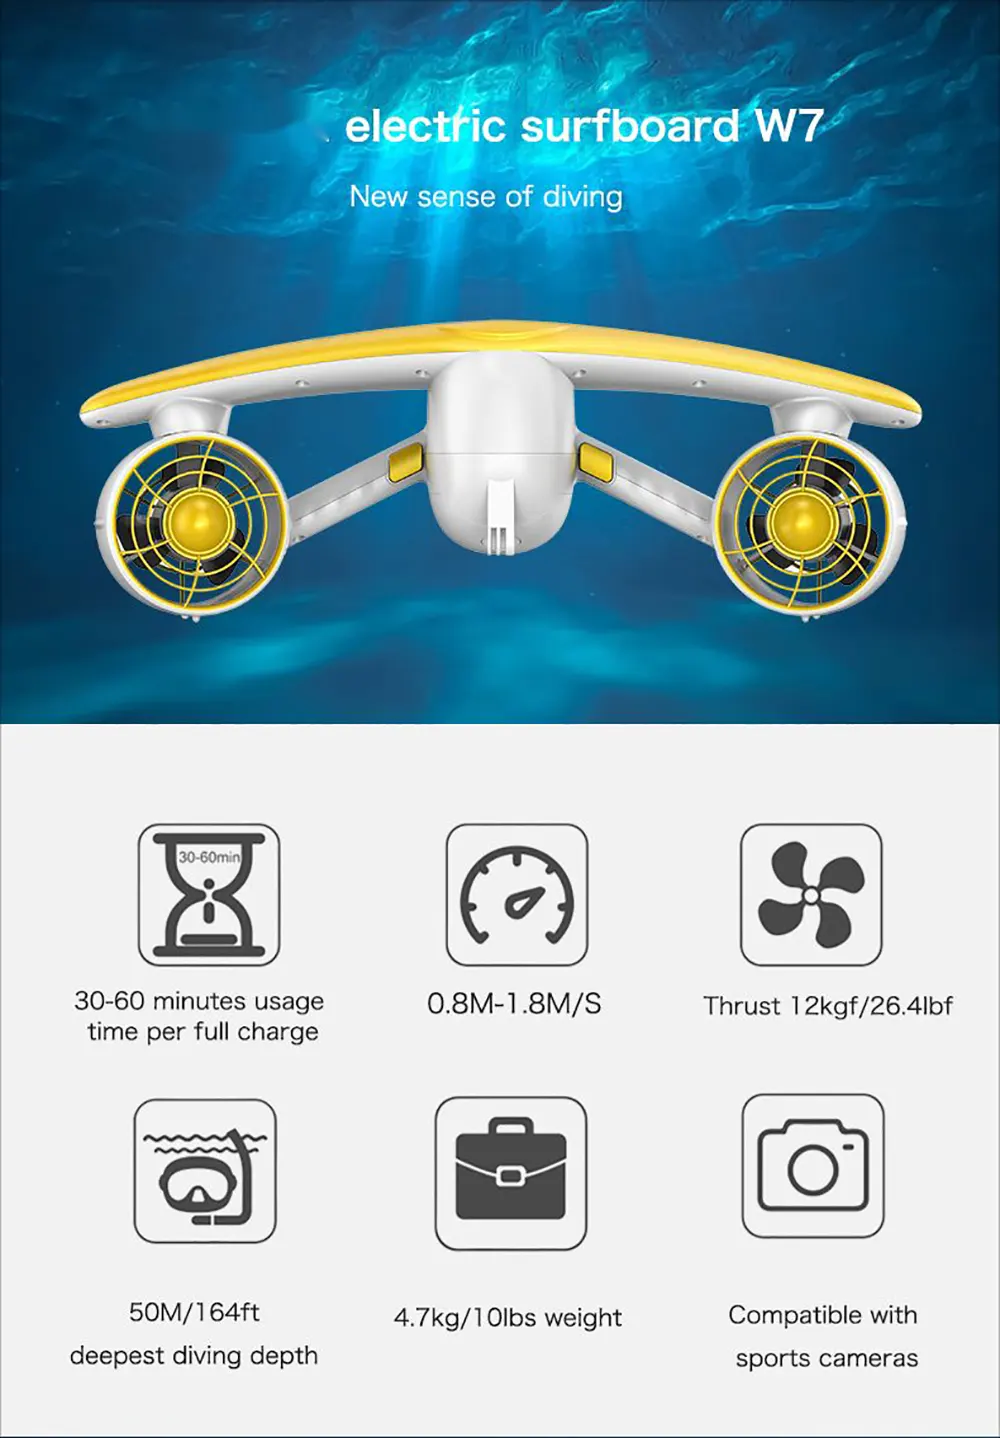 electric surfboard W7
New sense of diving
30-60min
30-60 minutes usage
time per full charge
0.8M-1.8M/S
Thrust 12kgf/26.4lbf
50M/164ft
deepest diving depth
4.7kg/10lbs weight
Compatible with
sports cameras